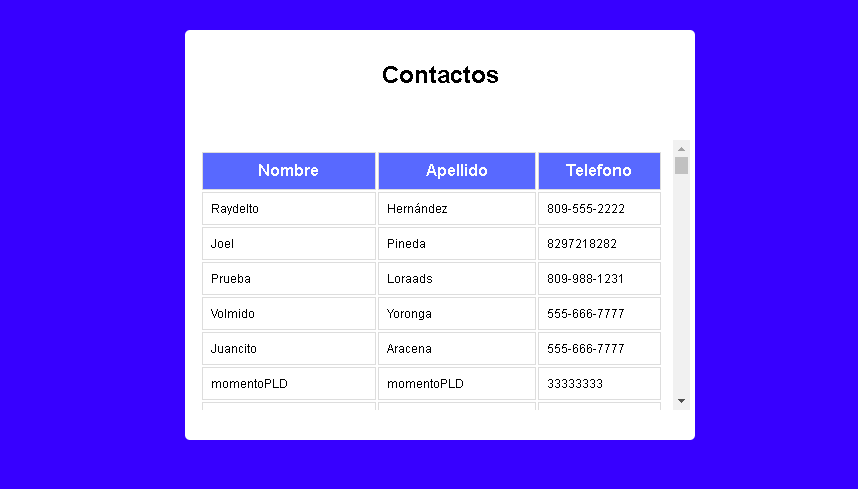 Contactos
Nombre Apellido Telefono
Raydelto Hernández 809-555-2222
Joel Pineda 8297218282
Prueba Loraads 809-988-1231
Volmido Yoronga 555-666-7777
Juancito Aracena 555-666-7777
momentoPLD momentoPLD 33333333